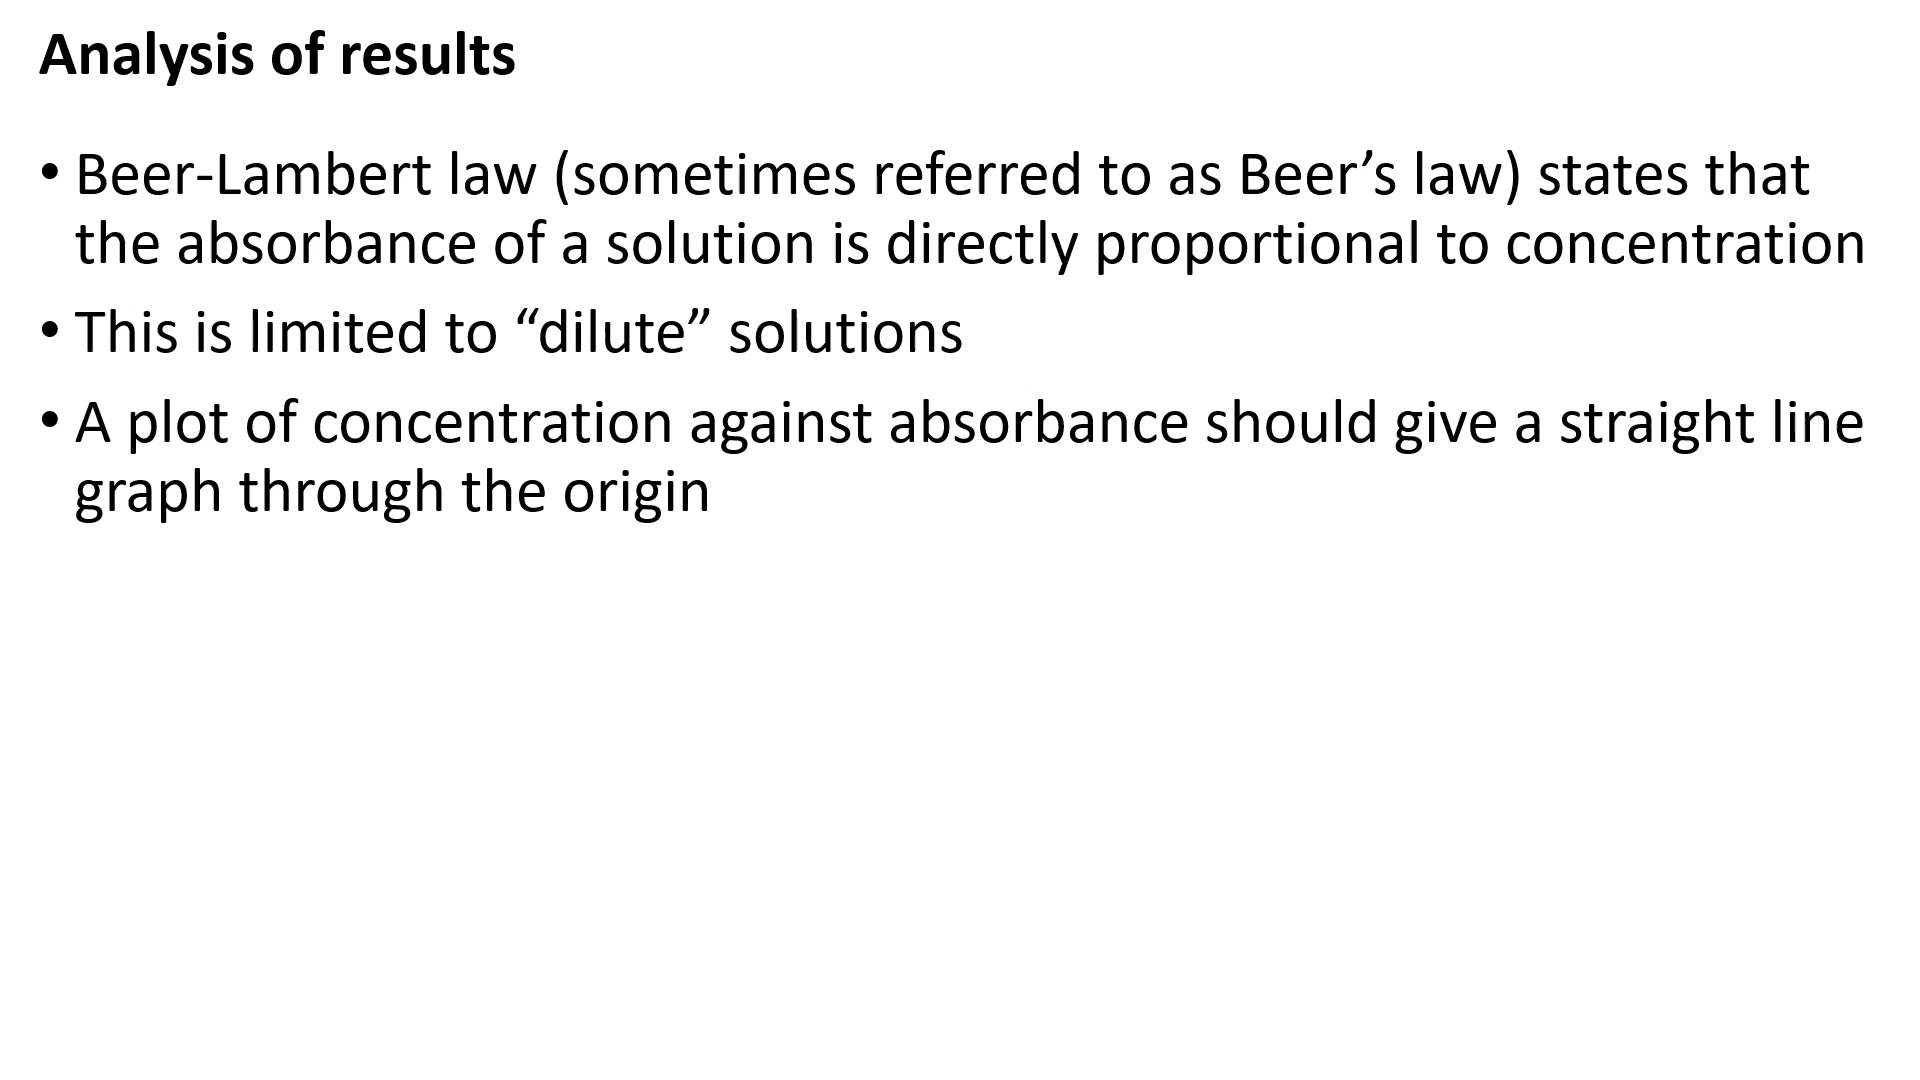 Analysis of results
• Beer-Lambert law (sometimes referred to as Beer’s law) states that
the absorbance of a solution is directly proportional to concentration
• This is limited to “dilute” solutions
• A plot of concentration against absorbance should give a straight line
graph through the origin